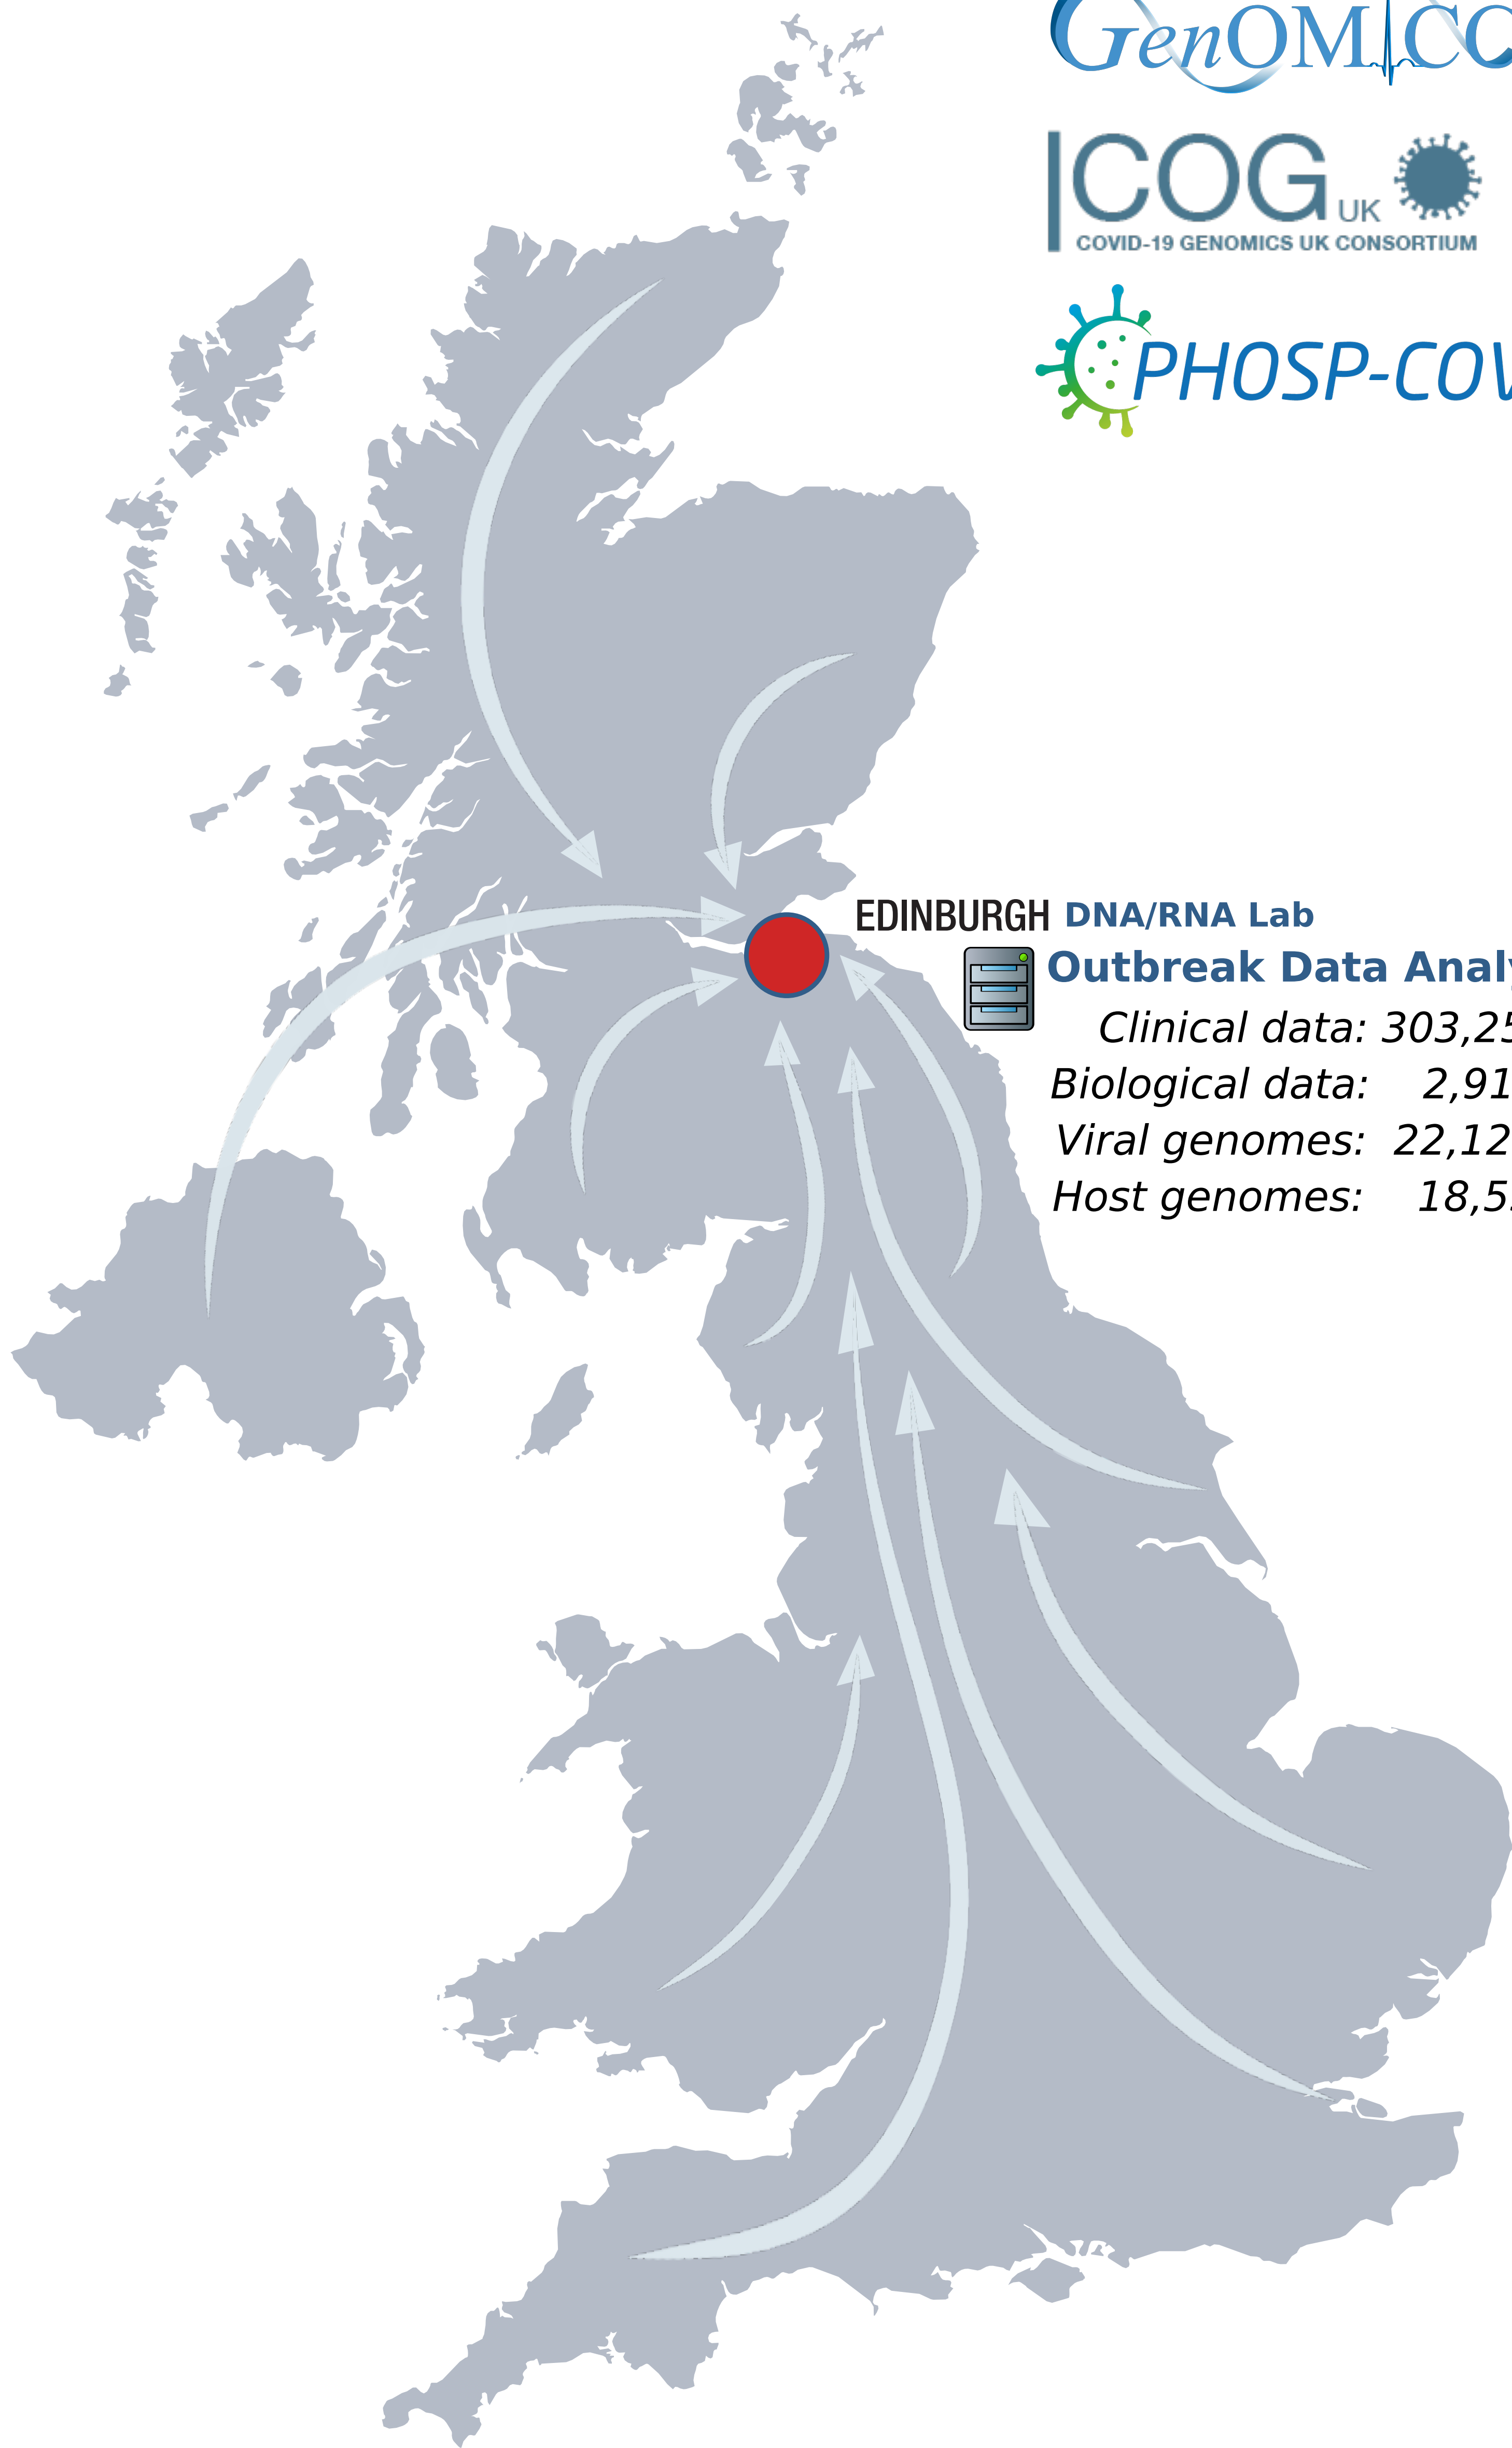 GenOMICC
COG UK
COVID-19 GENOMICS UK CONSORTIUM
PHOSP-COV
EDINBURGH DNA/RNA Lab
Outbreak Data Analy
Clinical data: 303,25
Biological data: 2,91
Viral genomes: 22,12
Host genomes: 18,5